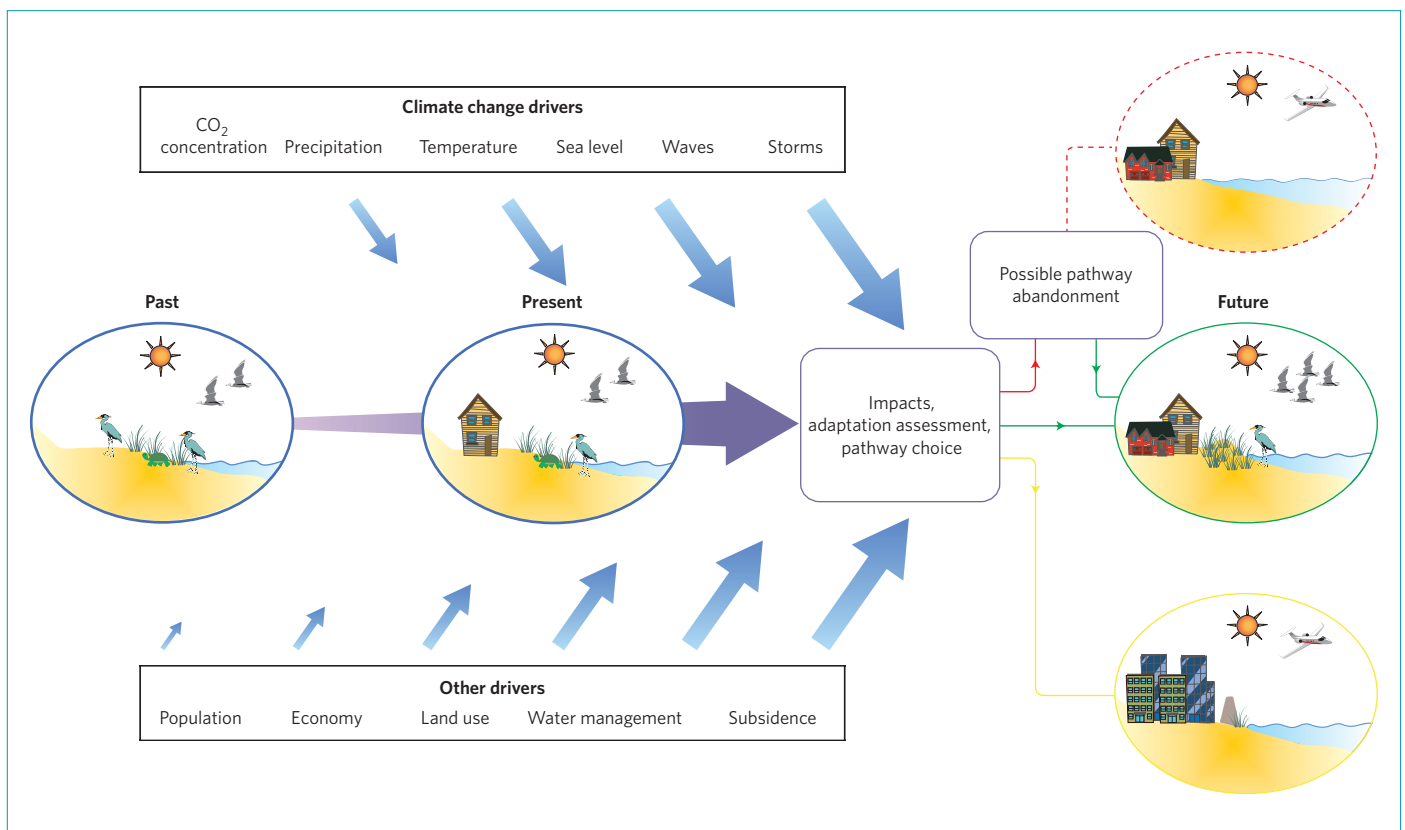 Climate change drivers
CO₂
concentration Precipitation Temperature Sea level Waves Storms
Possible pathway
abandonment
Past
Present
Future
Impacts,
adaptation assessment,
pathway choice
Other drivers
Population Economy Land use Water management Subsidence